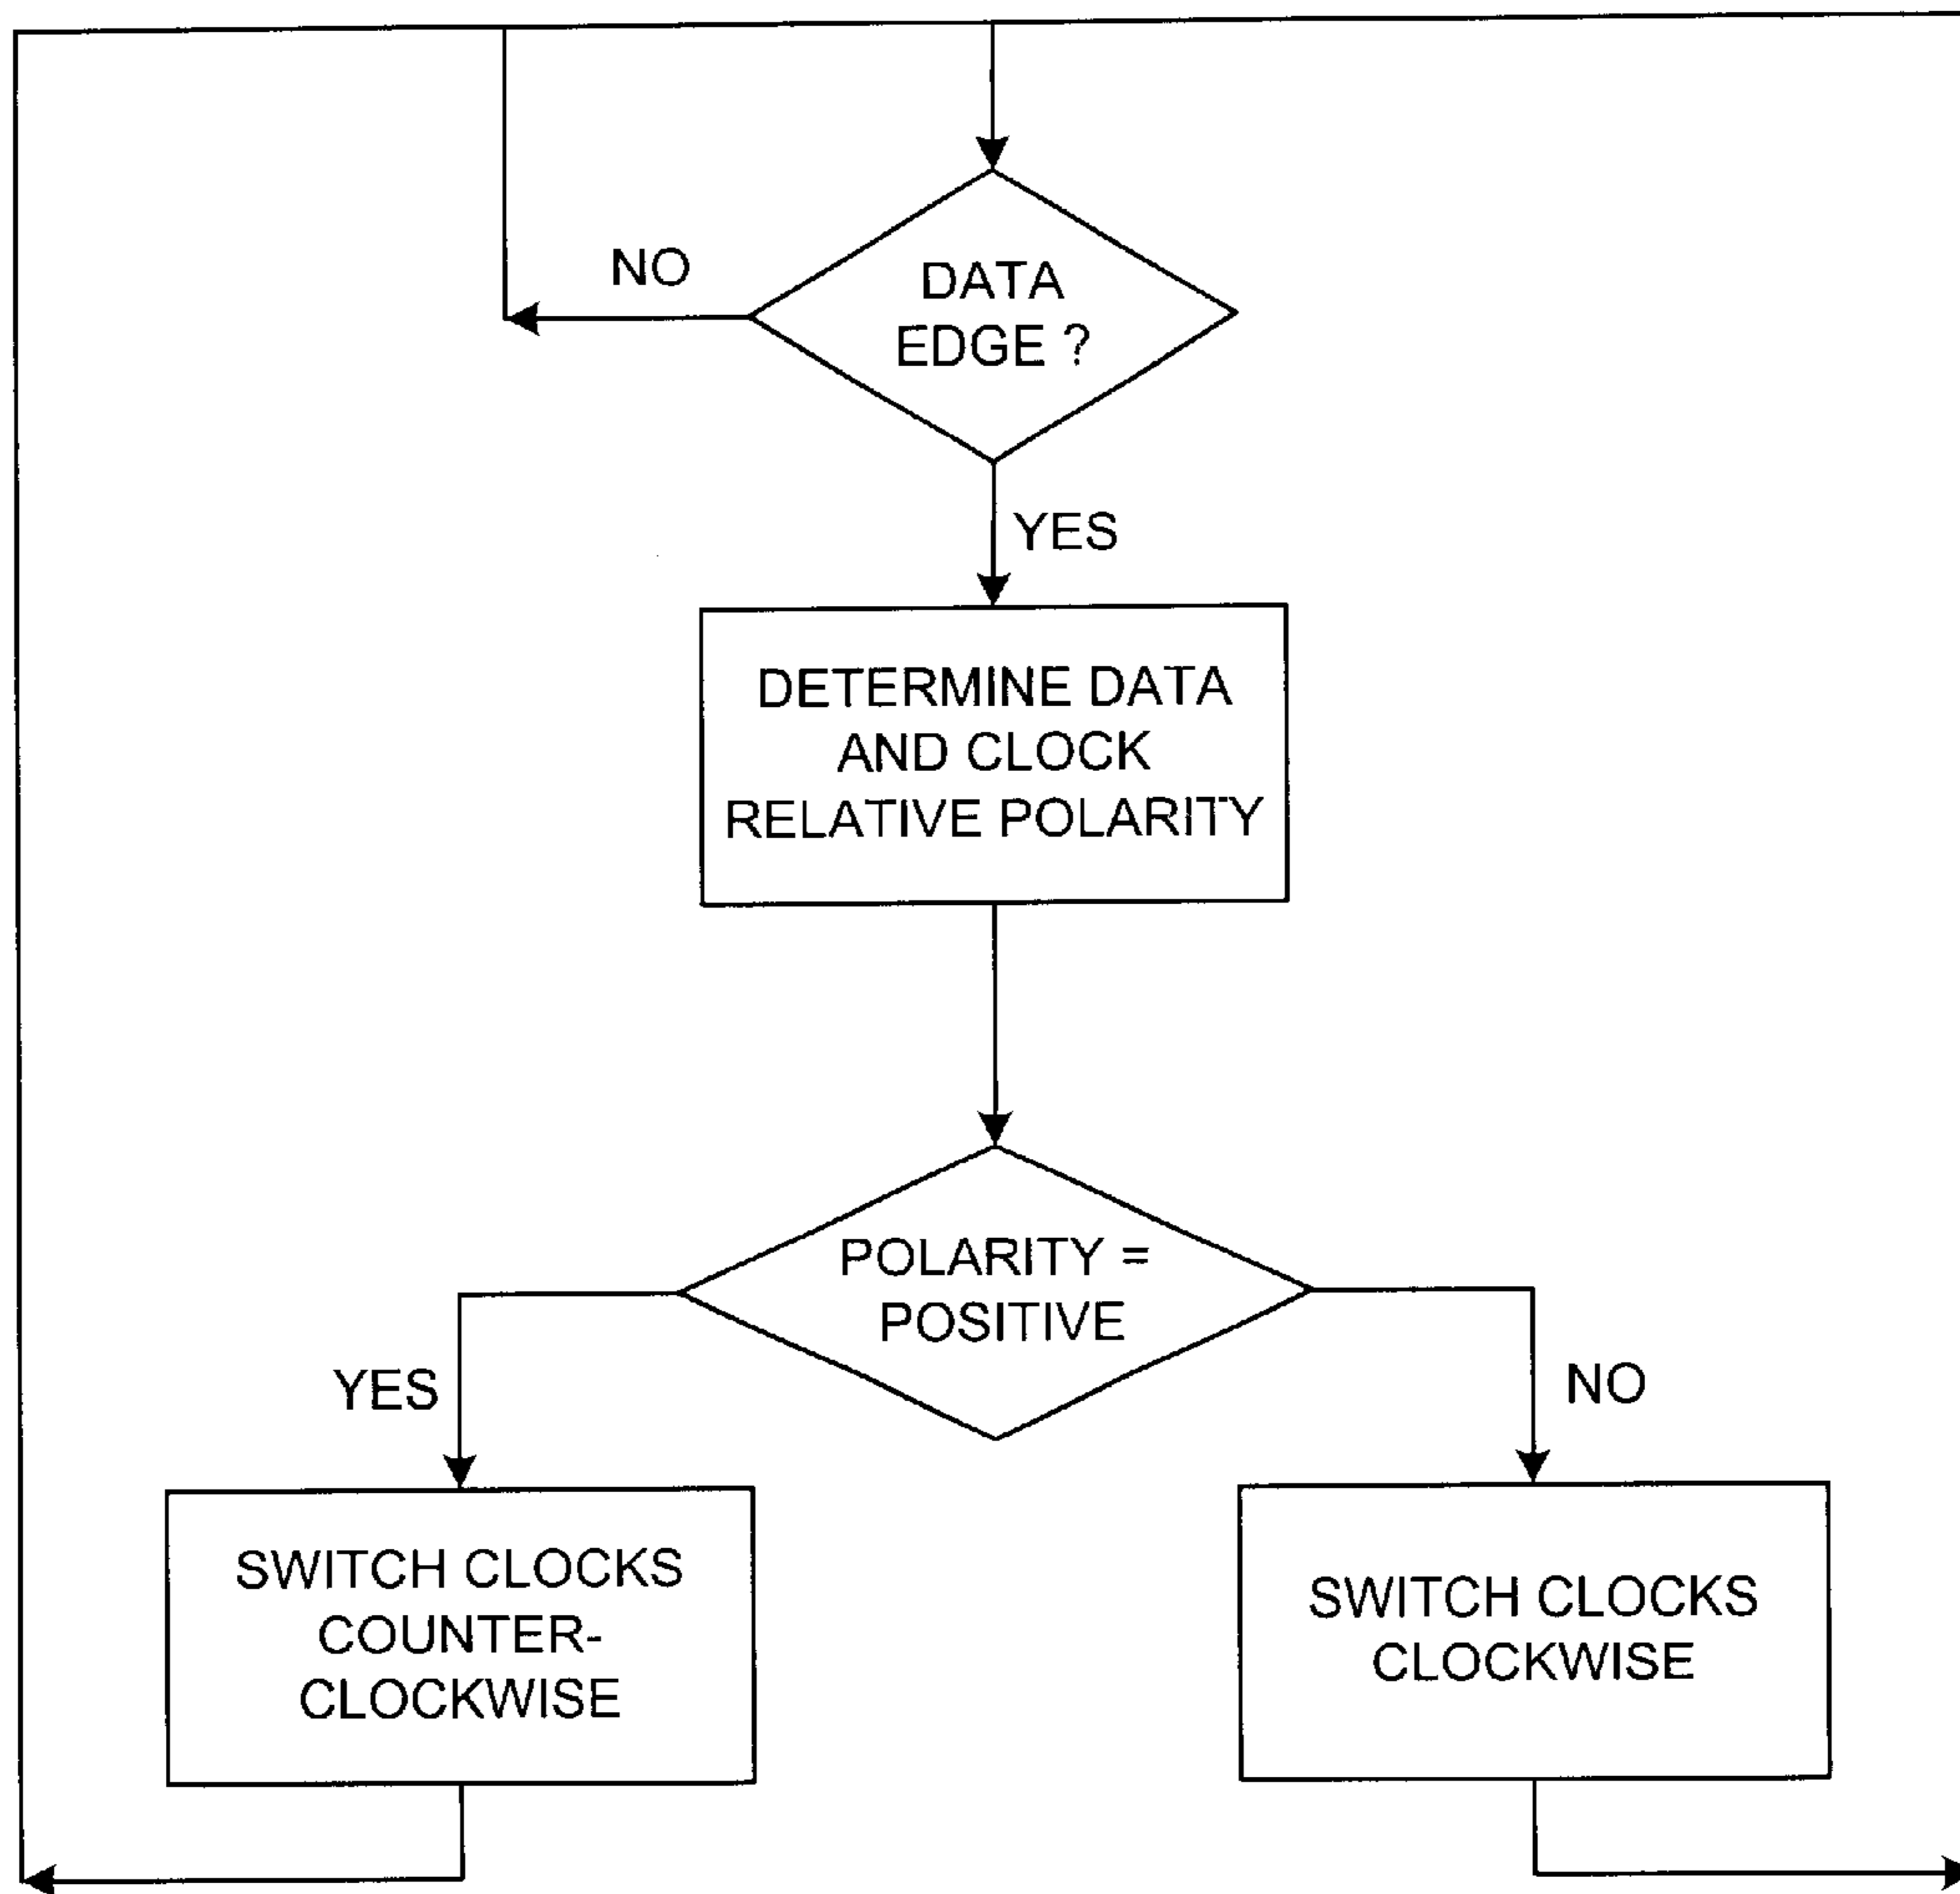 NO
DATA
EDGE ?
YES
DETERMINE DATA
AND CLOCK
RELATIVE POLARITY
POLARITY =
POSITIVE
YES
NO
SWITCH CLOCKS
COUNTER-
CLOCKWISE
SWITCH CLOCKS
CLOCKWISE